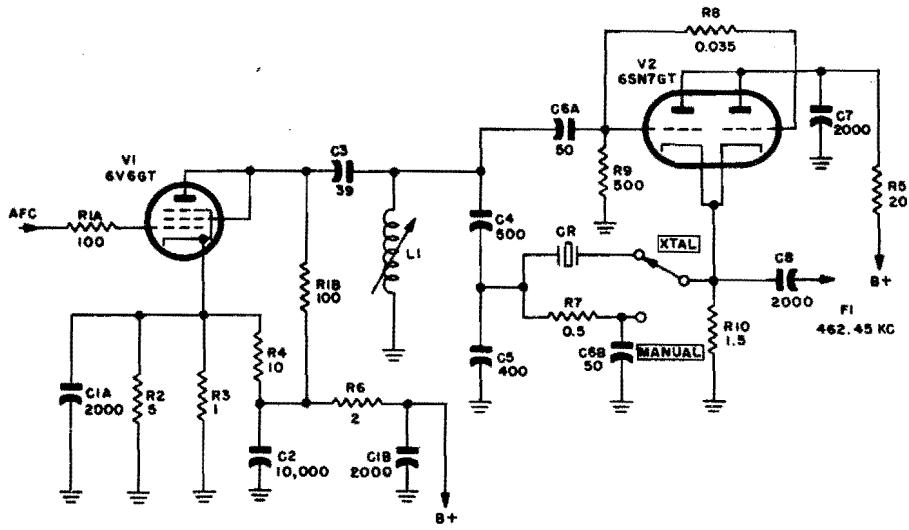 R8
0.035
V2
6SN7GT
C6A
50
C7
2000
V1
6V6GT
C3
39
R9
500
R5
20
AFC
R1A
100
C4
500
L1
CR
XTAL
C8
2000
B+
F1
462.45 KC
R1B
100
R7
0.5
R10
1.5
C5
400
C6B
50
MANUAL
R4
10
C1A
2000
R2
5
R3
1
R6
2
C2
10,000
C1B
2000
B+